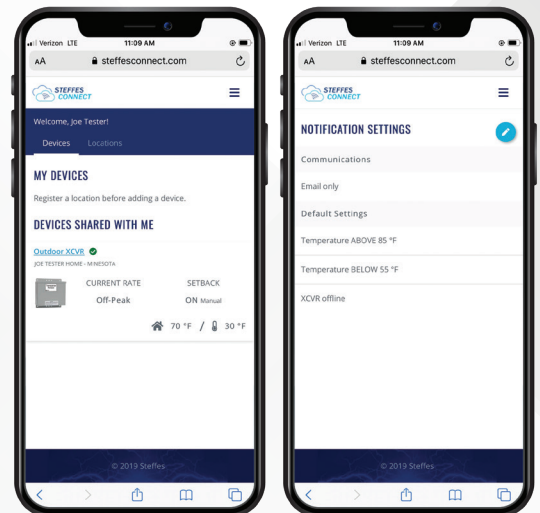 Verizon LTE 11:09 AM
AA steffesconnect.com
STEFFES
CONNECT
Welcome, Joe Tester!
Devices Locations
MY DEVICES
Register a location before adding a device.
DEVICES SHARED WITH ME
Outdoor XCVR
JOE TESTER HOME - MINESOTA
CURRENT RATE SETBACK
Off-Peak ON Manual
70 °F / 30 °F
© 2019 Steffes
Verizon LTE 11:09 AM
AA steffesconnect.com
STEFFES
CONNECT
NOTIFICATION SETTINGS
Communications
Email only
Default Settings
Temperature ABOVE 85 °F
Temperature BELOW 55 °F
XCVR offline
© 2019 Steffes